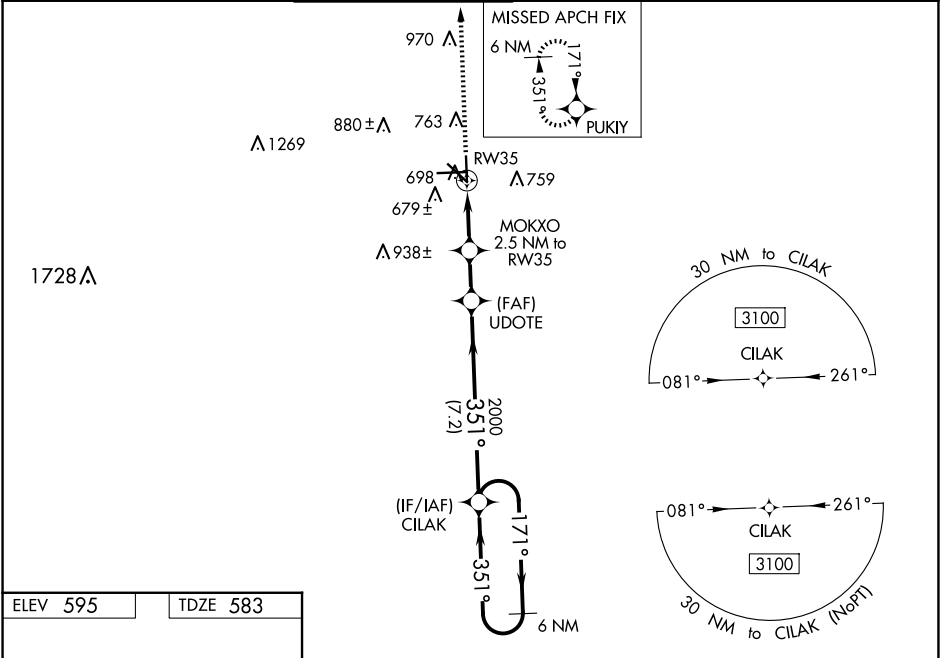 MISSED APCH FIX
6 NM
171°
351°
PUKIY
970
880±
763
1269
RW35
698
759
679±
MOKXO
2.5 NM to
RW35
938±
1728
(FAF)
UDOTE
30 NM to CILAK
3100
CILAK
081°
261°
2000
351°
(7.2)
(IF/IAF)
CILAK
171°
351°
6 NM
081°
261°
CILAK
3100
30 NM to CILAK (NoPT)
ELEV 595
TDZE 583